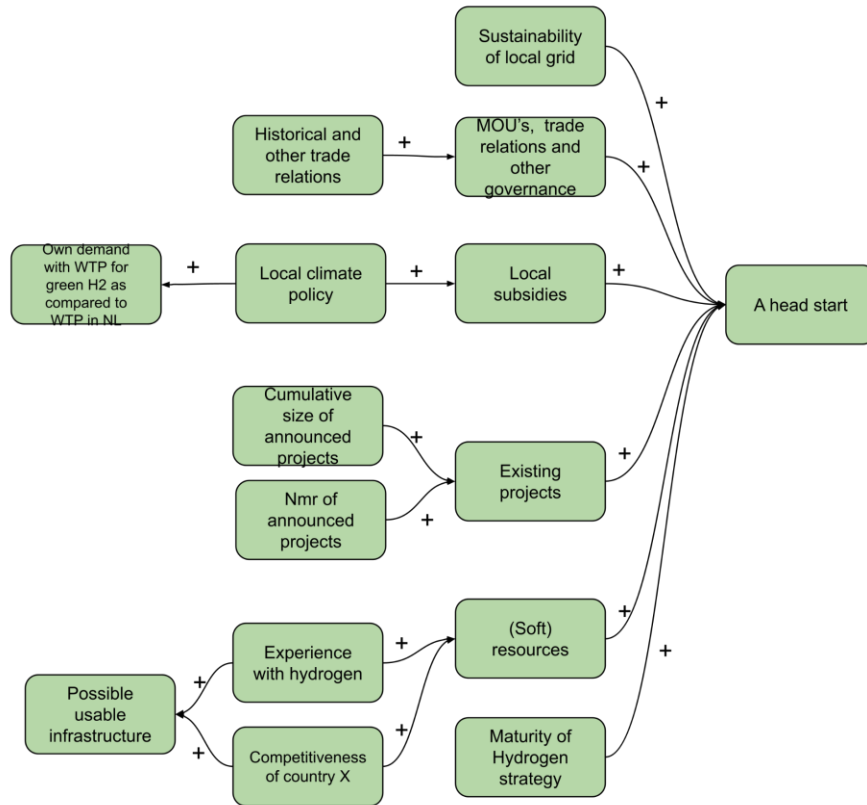 Sustainability
of local grid
+
Historical and
other trade
relations
+
MOU's, trade
relations and
other
governance
+
Own demand
with WTP for
green H2 as
compared to
WTP in NL
+
Local climate
policy
+
Local
subsidies
+
A head start
Cumulative
size of
announced
projects
+
Existing
projects
+
Nmr of
announced
projects
+
(Soft)
resources
+
Experience
with hydrogen
+
+
Possible
usable
infrastructure
+
Competitiveness
of country X
+
Maturity of
Hydrogen
strategy
+